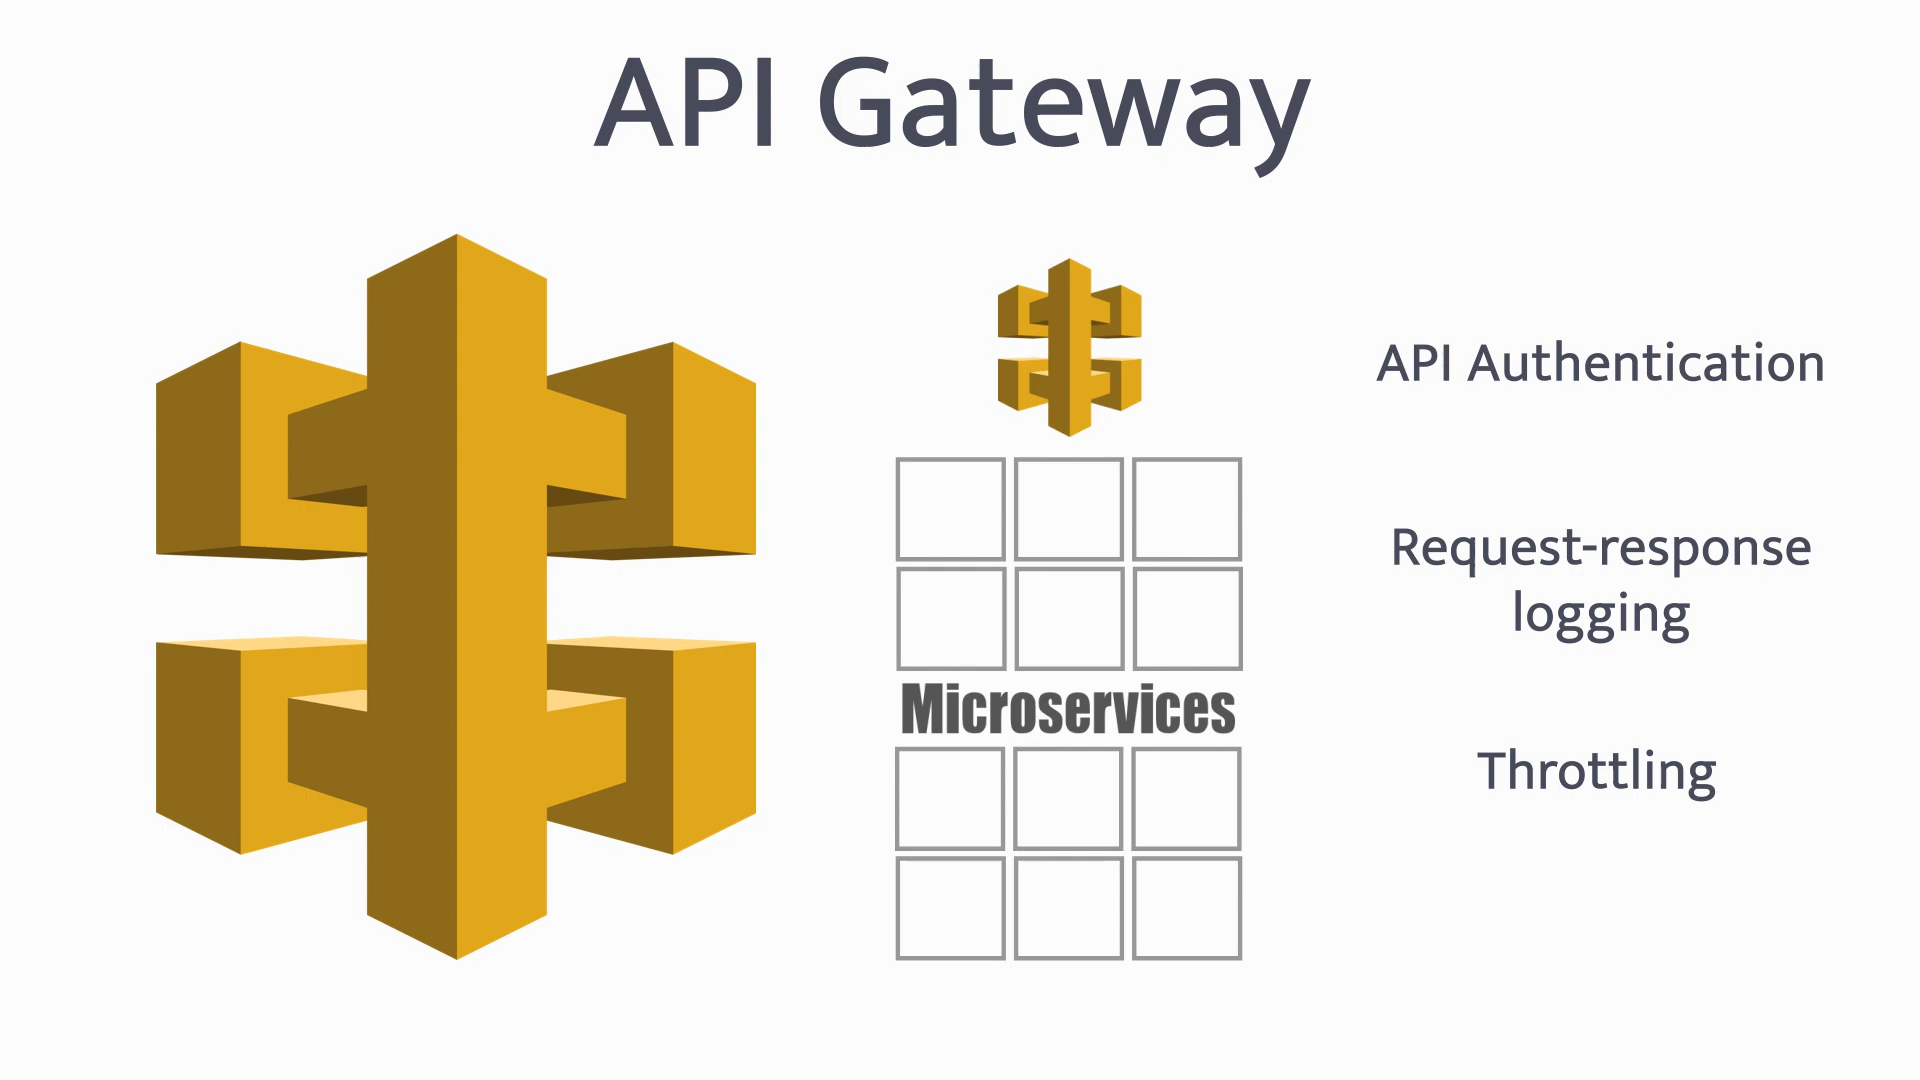 API Gateway
API Authentication
Request-response
logging
Microservices
Throttling